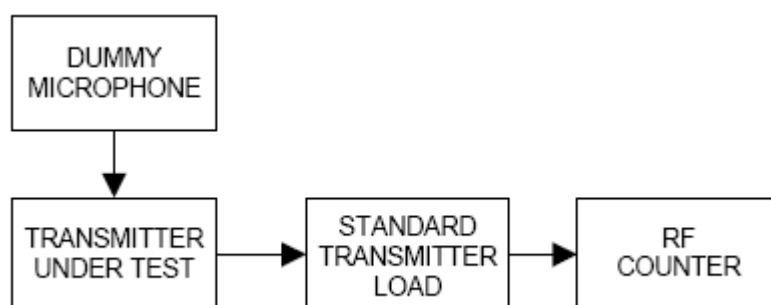 DUMMY
MICROPHONE
TRANSMITTER
UNDER TEST
STANDARD
TRANSMITTER
LOAD
RF
COUNTER